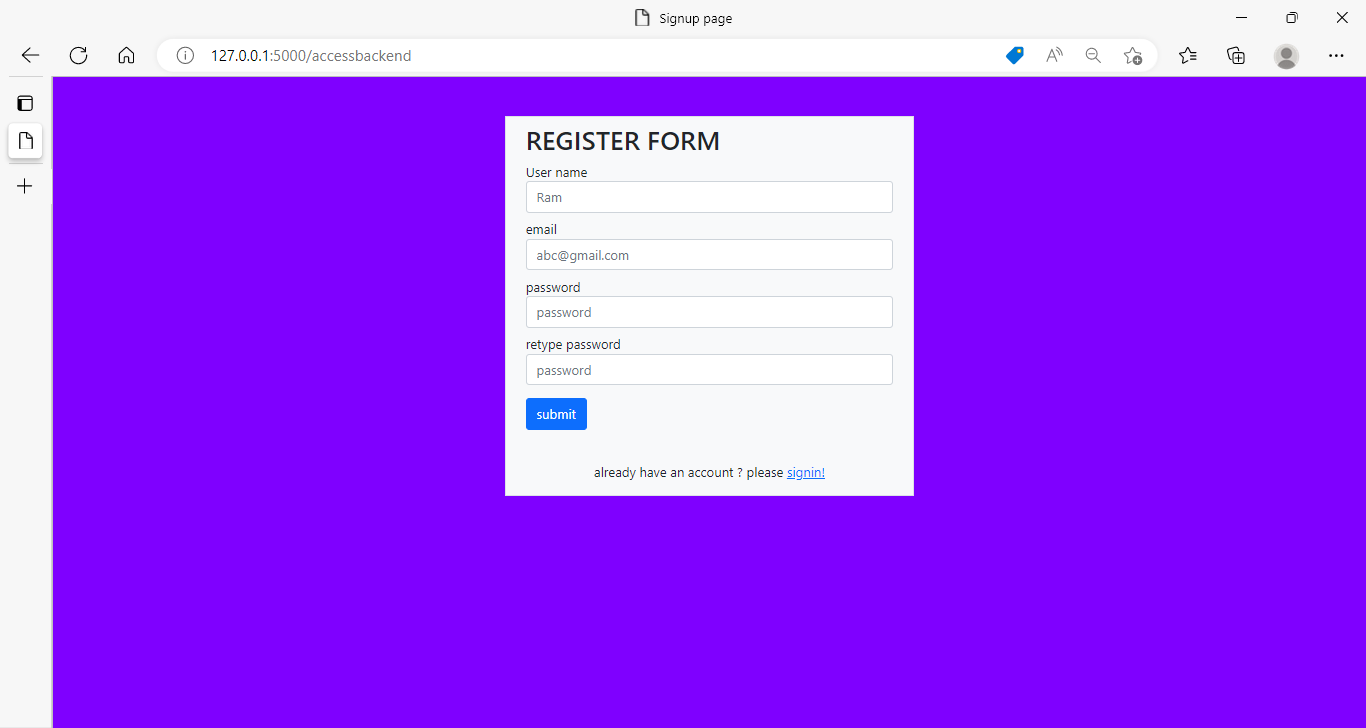 Signup page
127.0.0.1:5000/accessbackend
REGISTER FORM
User name
Ram
email
abc@gmail.com
password
password
retype password
password
submit
already have an account ? please signin!